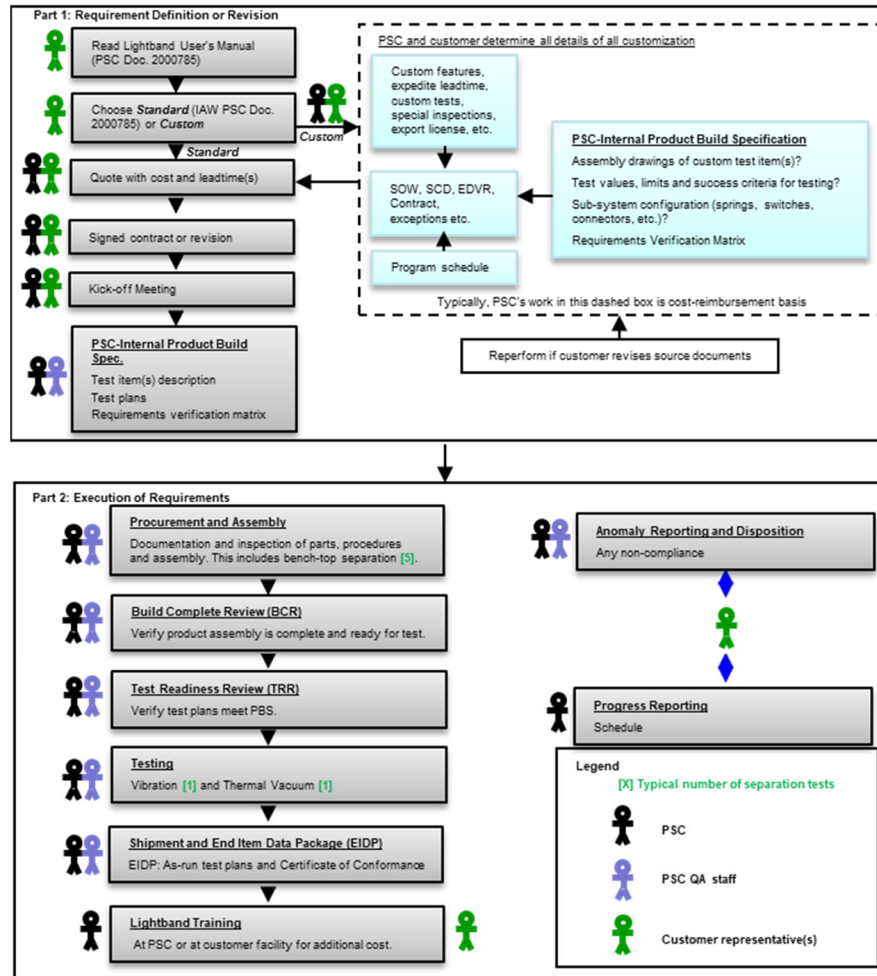 Part 1: Requirement Definition or Revision
Read Lightband User's Manual
(PSC Doc. 2000785)
Choose Standard (IAW PSC Doc.
2000785) or Custom
Custom
Standard
Quote with cost and leadtime(s)
Signed contract or revision
Kick-off Meeting
PSC-Internal Product Build
Spec.
Test item(s) description
Test plans
Requirements verification matrix
PSC and customer determine all details of all customization
Custom features,
expedite leadtime,
custom tests,
special inspections,
export license, etc.
SOW, SCD, EDVR,
Contract,
exceptions etc.
Program schedule
PSC-Internal Product Build Specification
Assembly drawings of custom test item(s)?
Test values, limits and success criteria for testing?
Sub-system configuration (springs, switches,
connectors, etc.)?
Requirements Verification Matrix
Typically, PSC's work in this dashed box is cost-reimbursement basis
Reperform if customer revises source documents
Part 2: Execution of Requirements
Procurement and Assembly
Documentation and inspection of parts, procedures
and assembly. This includes bench-top separation [5].
Build Complete Review (BCR)
Verify product assembly is complete and ready for test.
Test Readiness Review (TRR)
Verify test plans meet PBS.
Testing
Vibration [1] and Thermal Vacuum [1]
Shipment and End Item Data Package (EIDP)
EIDP: As-run test plans and Certificate of Conformance
Lightband Training
At PSC or at customer facility for additional cost.
Anomaly Reporting and Disposition
Any non-compliance
Progress Reporting
Schedule
Legend
[X] Typical number of separation tests
PSC
PSC QA staff
Customer representative(s)